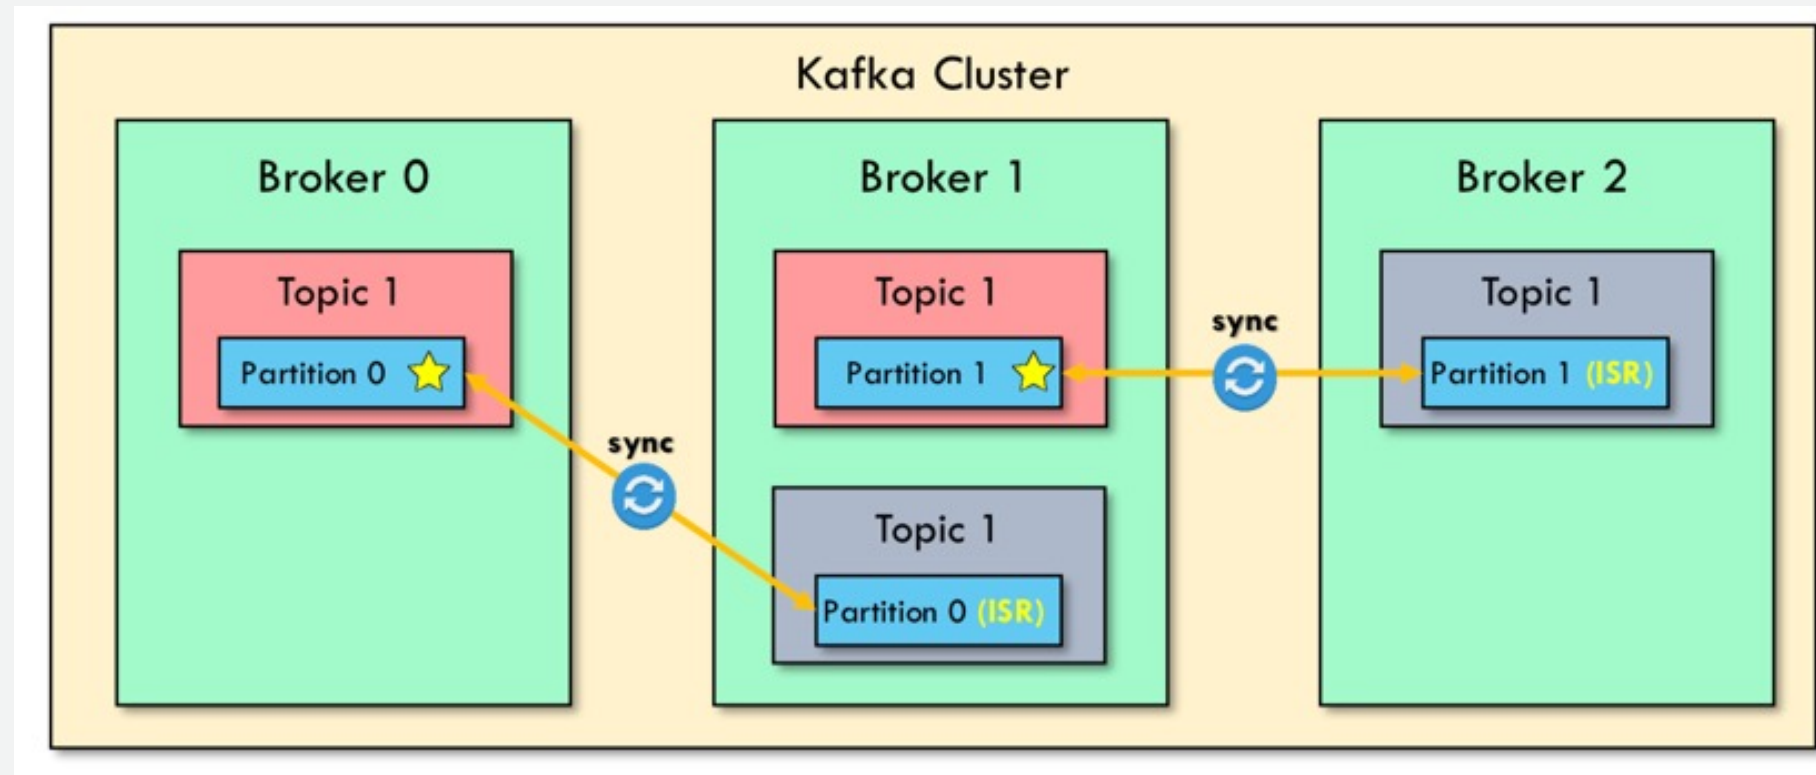 Kafka Cluster
Broker 0
Topic 1
Partition 0
sync
Broker 1
Topic 1
Partition 1
Topic 1
Partition 0 (ISR)
sync
Broker 2
Topic 1
Partition 1 (ISR)